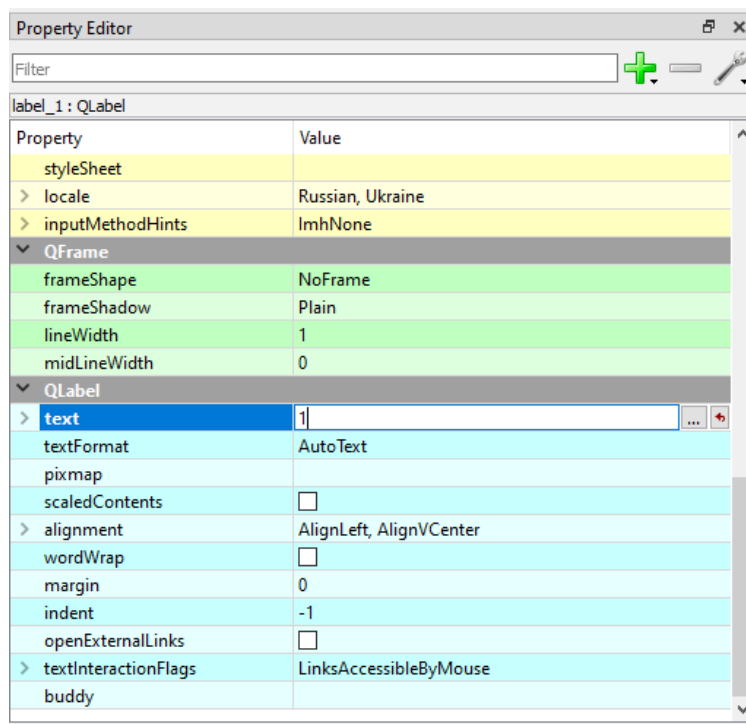 Property Editor
Filter
label_1 : QLabel
Property Value
styleSheet
locale Russian, Ukraine
inputMethodHints ImhNone
QFrame
frameShape NoFrame
frameShadow Plain
lineWidth 1
midLineWidth 0
QLabel
text 1 ...
textFormat AutoText
pixmap
scaledContents
alignment AlignLeft, AlignVCenter
wordWrap
margin 0
indent -1
openExternalLinks
textInteractionFlags LinksAccessibleByMouse
buddy